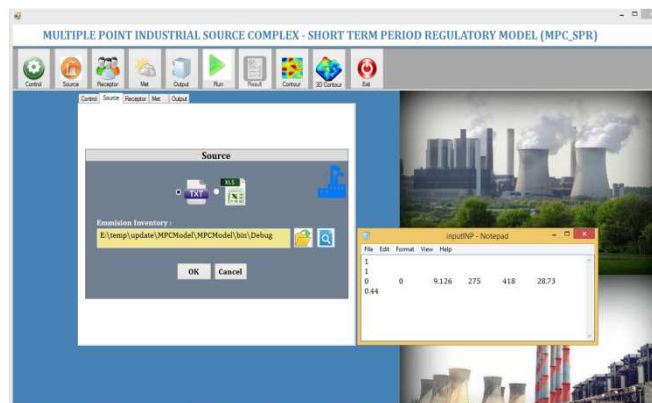 MULTIPLE POINT INDUSTRIAL SOURCE COMPLEX - SHORT TERM PERIOD REGULATORY MODEL (MPC_SPR)
Control Source Receptor Met Output Run Result Contour 3D Contour Exit
Control Source Receptor Met Output
Source
TXT XLS
Emmision Inventory :
E:\temp\update\MPCModel\MPCModel\bin\Debug
OK Cancel
inputINP - Notepad
File Edit Format View Help
1
1
0 0 9.126 275 418 28.73
0.44